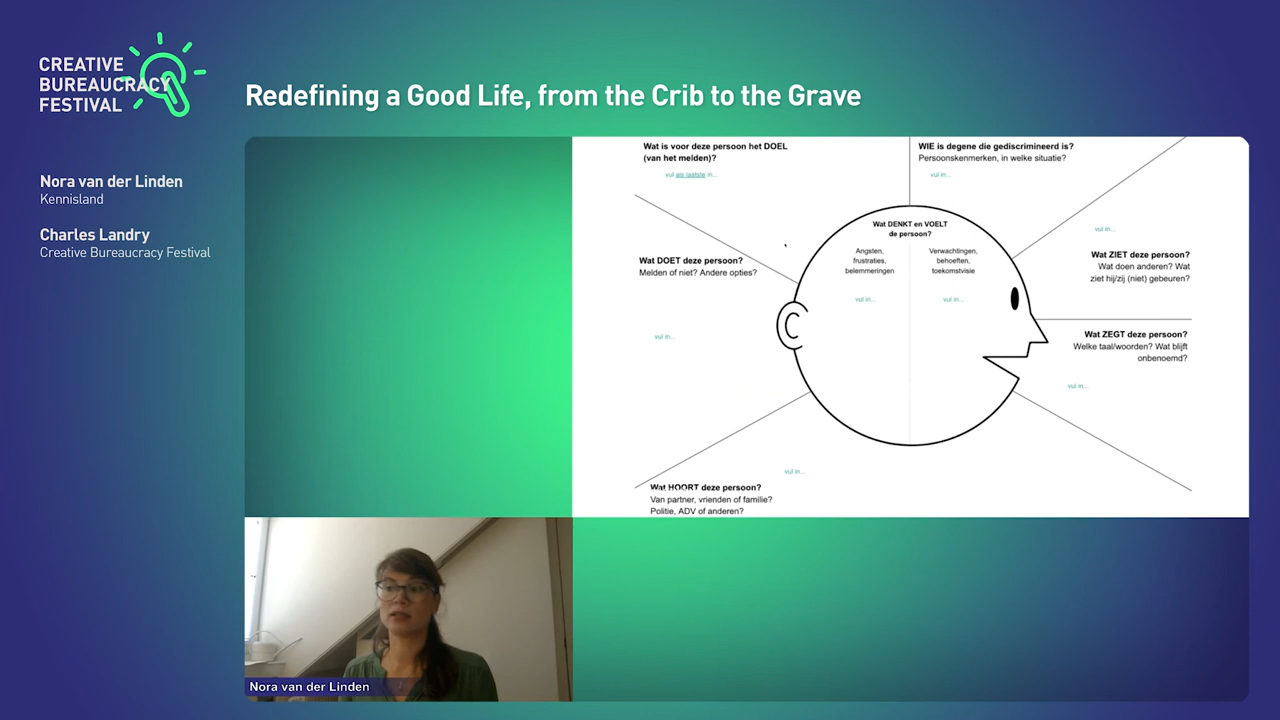 CREATIVE
BUREAUCRACY
FESTIVAL
Redefining a Good Life, from the Crib to the Grave
Nora van der Linden
Kennisland
Charles Landry
Creative Bureaucracy Festival
Wat is voor deze persoon het DOEL
(van het melden)?
vul als laatste in...
WIE is degene die gediscrimineerd is?
Persoonskenmerken, in welke situatie?
vul in...
Wat DENKT en VOELT
de persoon?
Angsten,
frustraties,
belemmeringen
vul in...
Verwachtingen,
behoeften,
toekomstvisie
vul in...
vul in...
Wat ZIET deze persoon?
Wat doen anderen? Wat
ziet hij/zij (niet) gebeuren?
Wat DOET deze persoon?
Melden of niet? Andere opties?
vul in...
Wat ZEGT deze persoon?
Welke taal/woorden? Wat blijft
onbenoemd?
vul in...
vul in...
Wat HOORT deze persoon?
Van partner, vrienden of familie?
Politie, ADV of anderen?
Nora van der Linden